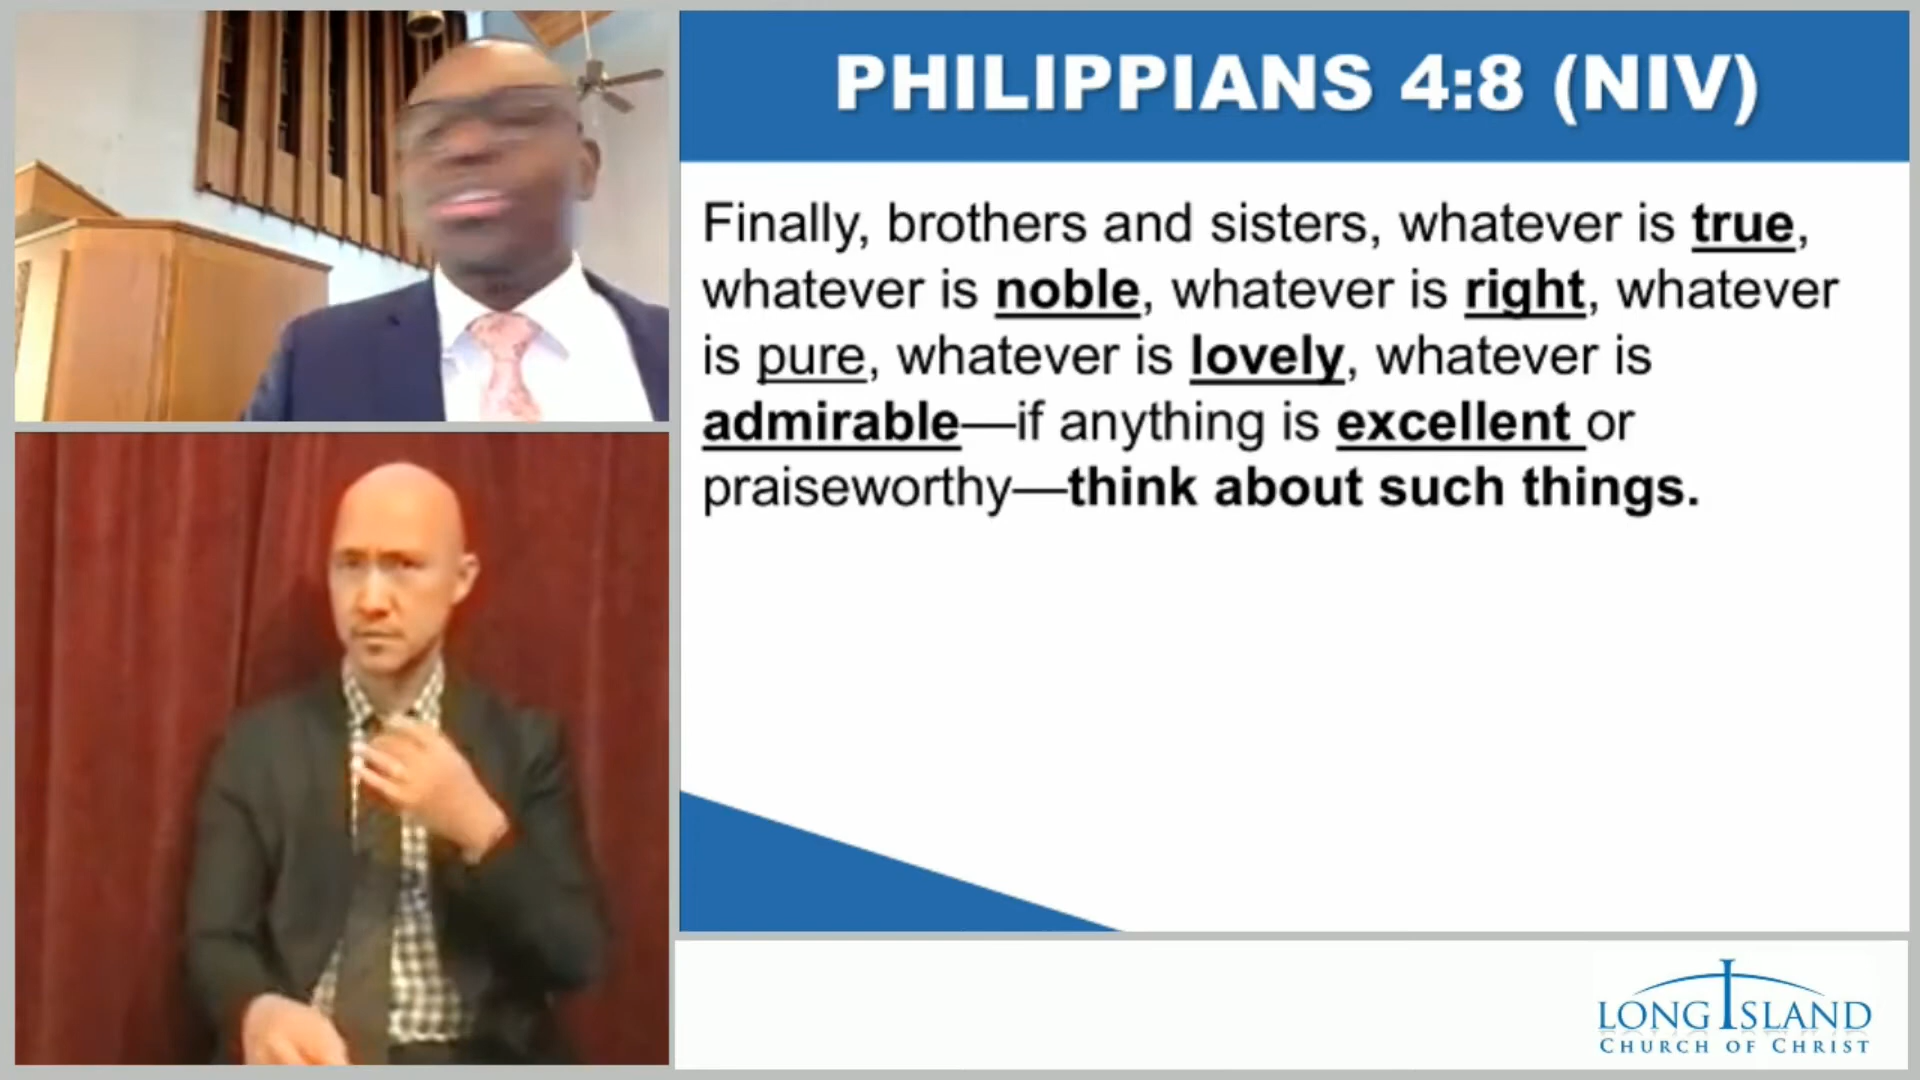 PHILIPPIANS 4:8 (NIV)
Finally, brothers and sisters, whatever is true,
whatever is noble, whatever is right, whatever
is pure, whatever is lovely, whatever is
admirable—if anything is excellent or
praiseworthy—think about such things.
LONG ISLAND
CHURCH OF CHRIST